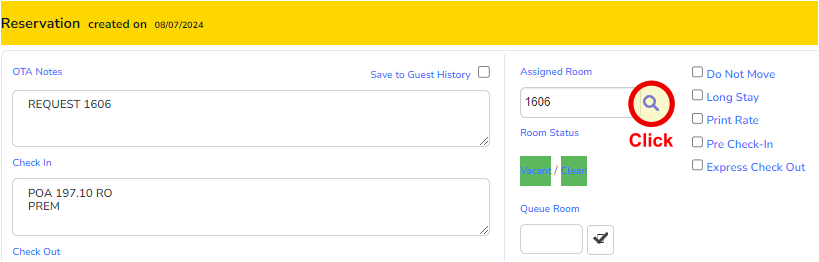 Reservation created on 08/07/2024
OTA Notes
Save to Guest History
REQUEST 1606
Check In
POA 197.10 RO
PREM
Check Out
Assigned Room
1606
Click
Room Status
Vacant / Clean
Queue Room
Do Not Move
Long Stay
Print Rate
Pre Check-In
Express Check Out